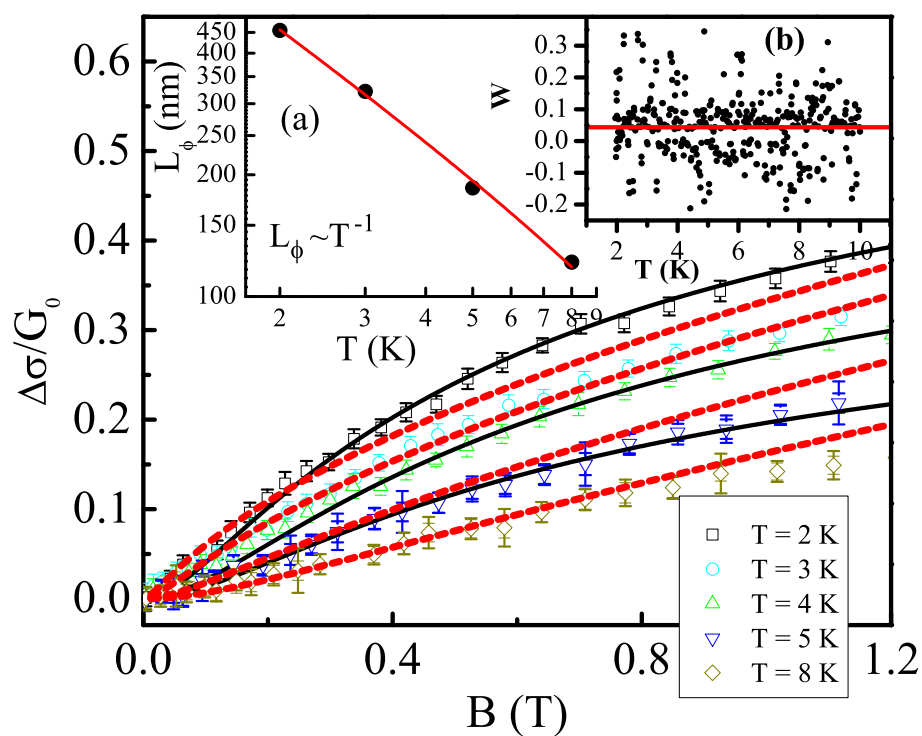 0.6
0.5
0.4
0.3
0.2
0.1
0.0
Δσ/G₀
0.0 0.4 0.8 1.2
B (T)
450
400
350
300
250
200
150
100
L_ϕ (nm)
(a)
L_ϕ~T⁻¹
2 3 4 5 6 7 8 9
T (K)
(b)
0.3
0.2
0.1
0.0
-0.1
-0.2
W
2 4 6 8 10
T (K)
T = 2 K
T = 3 K
T = 4 K
T = 5 K
T = 8 K